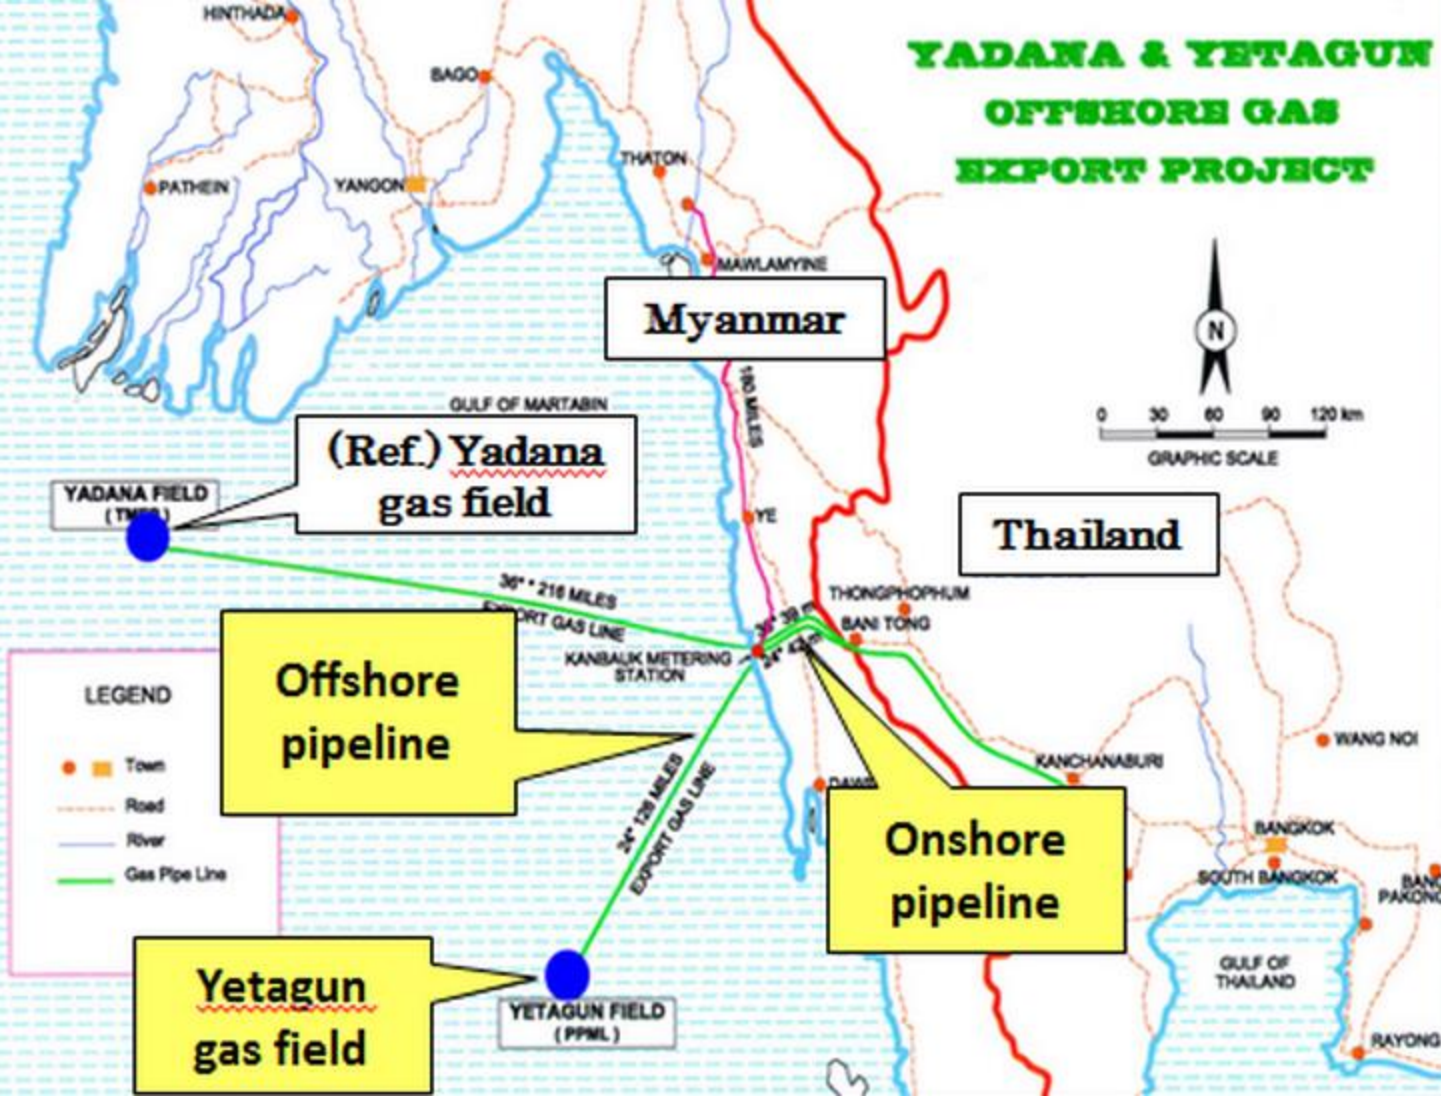 HINTHADA
BAGO
YADANA & YETAGUN
OFFSHORE GAS
EXPORT PROJECT
THATON
PATHEIN
YANGON
MAWLAMYINE
Myanmar
N
180 MILES
GULF OF MARTABIN
0 30 60 90 120 km
GRAPHIC SCALE
(Ref.) Yadana
gas field
YADANA FIELD
YE
Thailand
36" * 216 MILES
EXPORT GAS LINE
THONGPHOPHUM
BANI TONG
KANBAUK METERING
STATION
Offshore
pipeline
LEGEND
Town
Road
River
Gas Pipe Line
24" 126 MILES
EXPORT GAS LINE
WANG NOI
KANCHANABURI
Onshore
pipeline
BANGKOK
SOUTH BANGKOK
PAKONG
GULF OF
THAILAND
RAYONG
Yetagun
gas field
YETAGUN FIELD
(PPML)